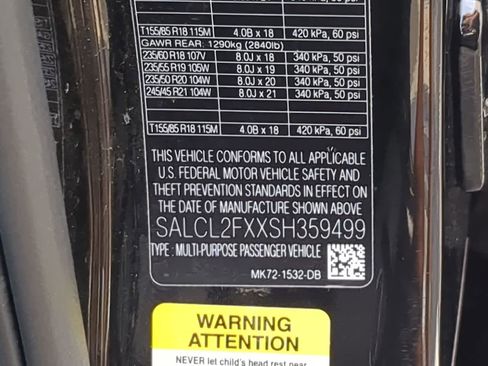 T155/85 R18 115M 4.0B x 18 420 kPa, 60 psi
GAWR REAR: 1290kg (2840lb)
235/60 R18 107V 8.0J x 18 340 kPa, 50 psi
235/55 R19 105W 8.0J x 19 340 kPa, 50 psi
235/50 R20 104W 8.0J x 20 340 kPa, 50 psi
245/45 R21 104W 8.0J x 21 340 kPa, 50 psi
T155/85 R18 115M 4.0B x 18 420 kPa, 60 psi
THIS VEHICLE CONFORMS TO ALL APPLICABLE
U.S. FEDERAL MOTOR VEHICLE SAFETY AND
THEFT PREVENTION STANDARDS IN EFFECT ON
THE DATE OF MANUFACTURE SHOWN ABOVE
SALCL2FXXSH359499
TYPE : MULTI-PURPOSE PASSENGER VEHICLE
MK72-1532-DB
WARNING
ATTENTION
NEVER let child's head rest near